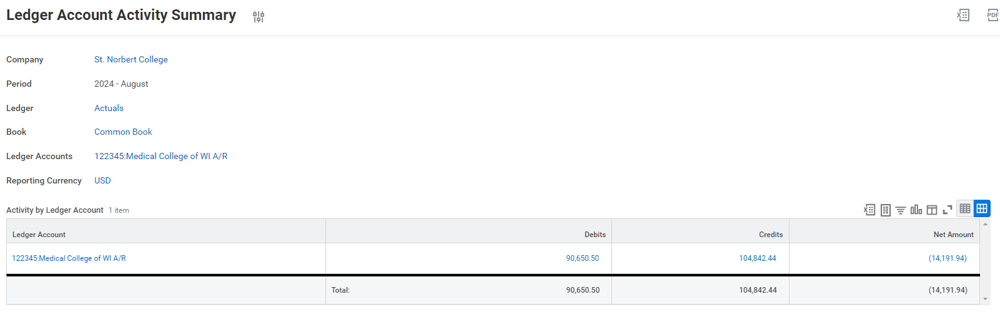 Ledger Account Activity Summary
X
PDF
Company St. Norbert College
Period 2024 - August
Ledger Actuals
Book Common Book
Ledger Accounts 122345:Medical College of WI A/R
Reporting Currency USD
Activity by Ledger Account 1 item
X
Ledger Account Debits Credits Net Amount
122345:Medical College of WI A/R 90,650.50 104,842.44 (14,191.94)
Total: 90,650.50 104,842.44 (14,191.94)